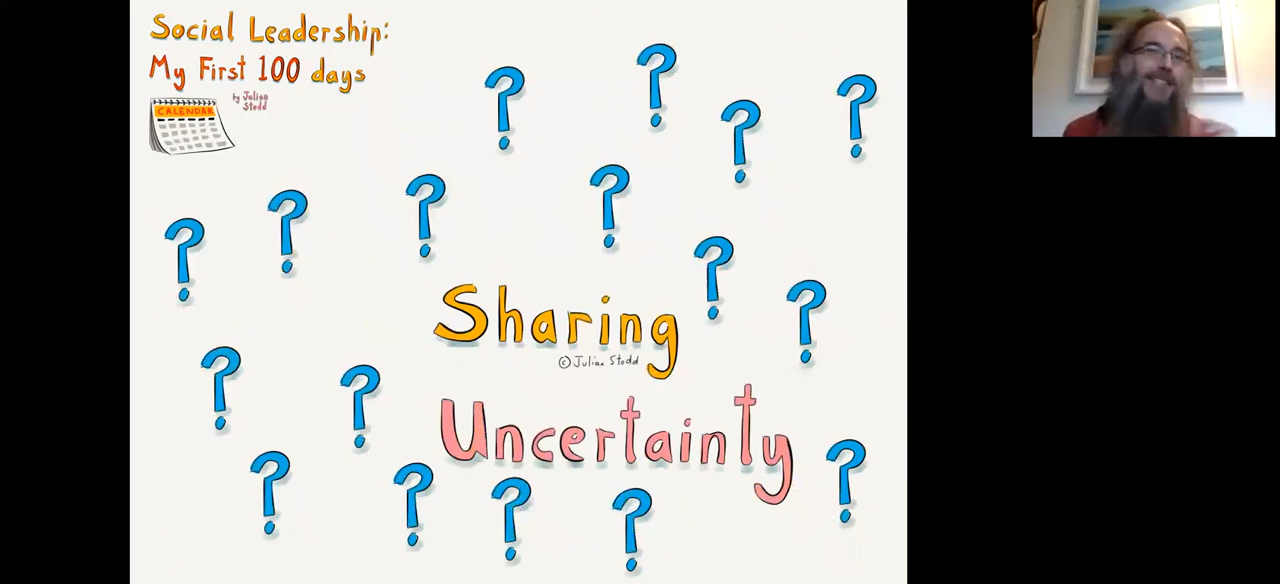 Social Leadership:
My First 100 days
by Julian
Stodd
CALENDAR
? ? ? ?
? ? ? ?
? ?
Sharing
© Julian Stodd
? ?
Uncertainty
? ? ? ? ?